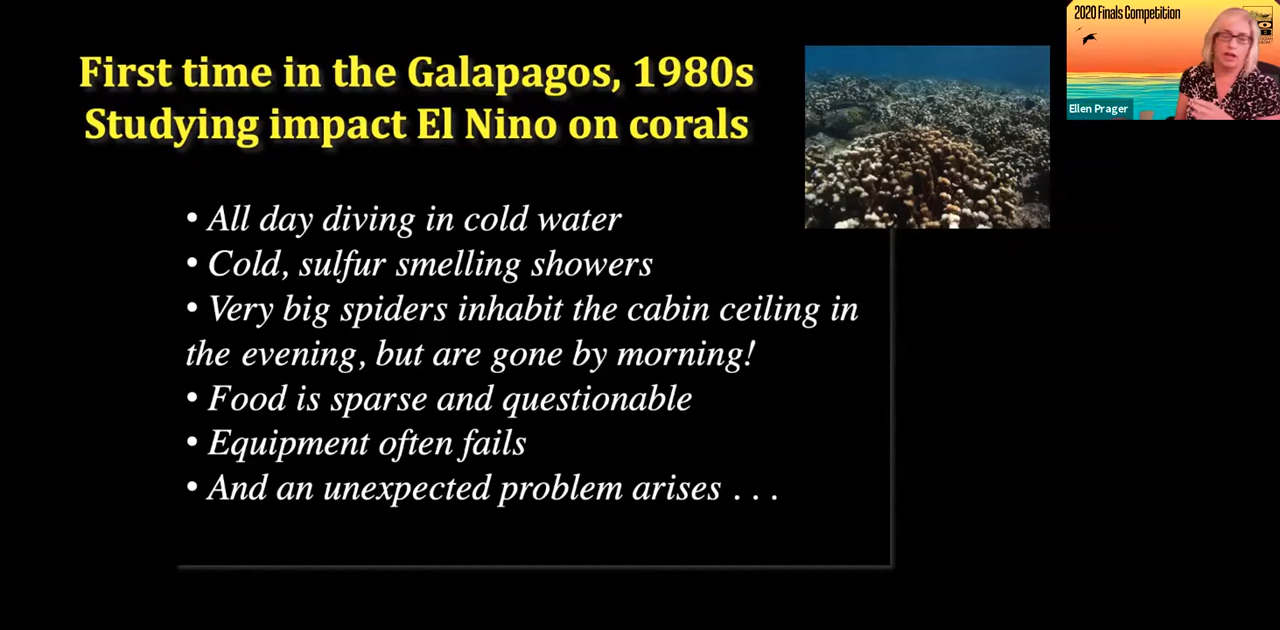 First time in the Galapagos, 1980s
Studying impact El Nino on corals
• All day diving in cold water
• Cold, sulfur smelling showers
• Very big spiders inhabit the cabin ceiling in
the evening, but are gone by morning!
• Food is sparse and questionable
• Equipment often fails
• And an unexpected problem arises . . .
2020 Finals Competition
Ellen Prager